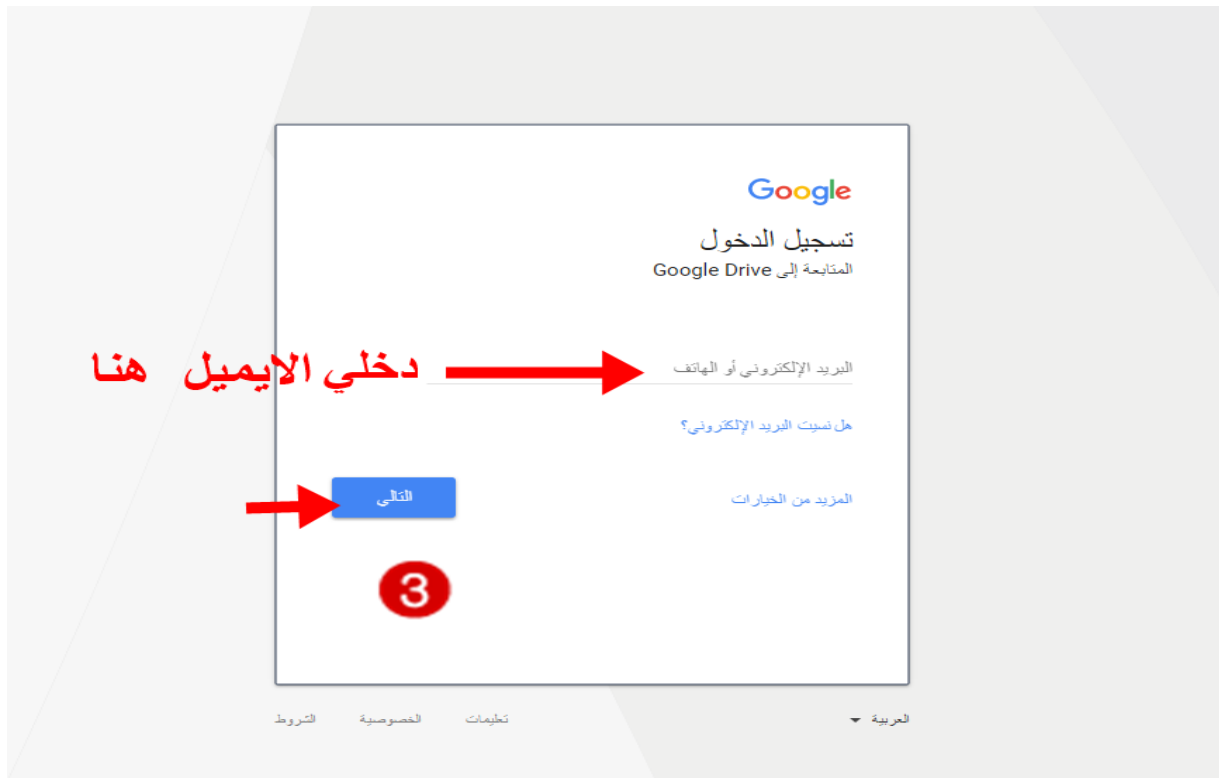 Google
تسجيل الدخول
المتابعة إلى Google Drive
البريد الإلكتروني أو الهاتف
دخلي الايميل هنا
هل نسيت البريد الإلكتروني؟
المزيد من الخيارات
التالي
3
العربية
تعليمات
الخصوصية
الشروط